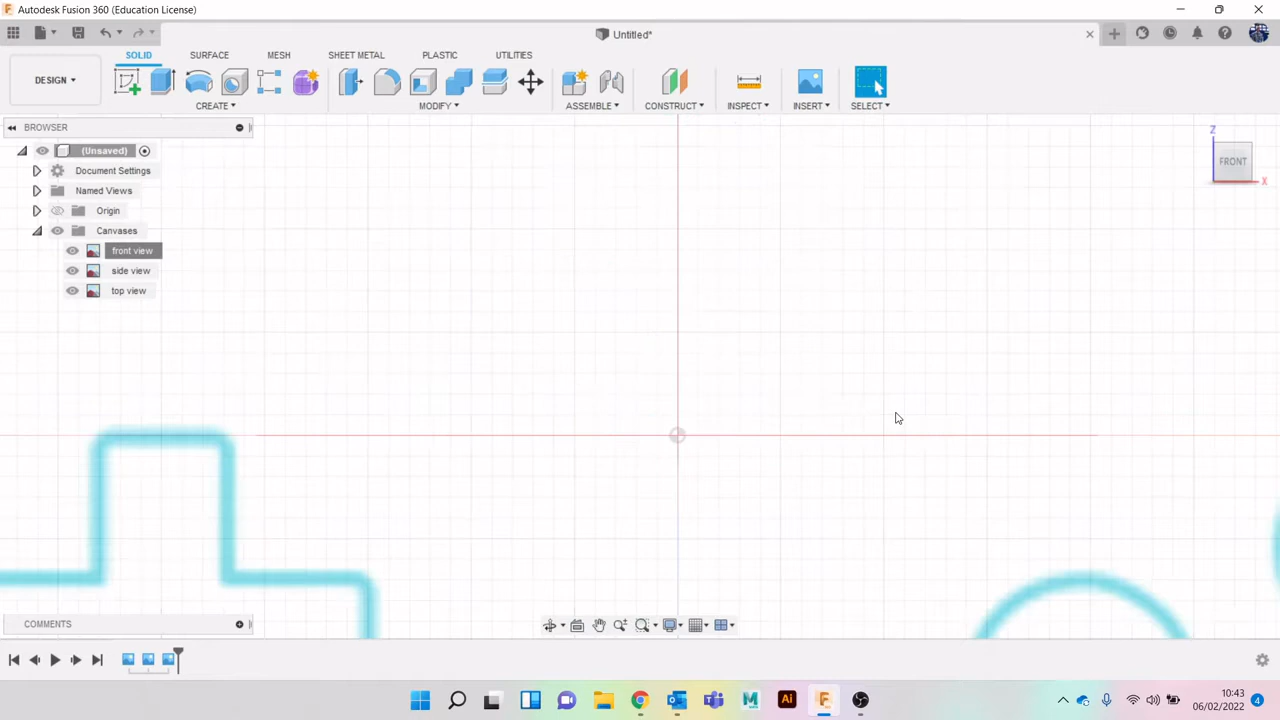 Autodesk Fusion 360 (Education License)
Untitled*
SOLID SURFACE MESH SHEET METAL PLASTIC UTILITIES
DESIGN
CREATE MODIFY ASSEMBLE CONSTRUCT INSPECT INSERT SELECT
BROWSER
(Unsaved)
Document Settings
Named Views
Origin
Canvases
front view
side view
top view
Z
FRONT
X
COMMENTS
10:43
06/02/2022
4